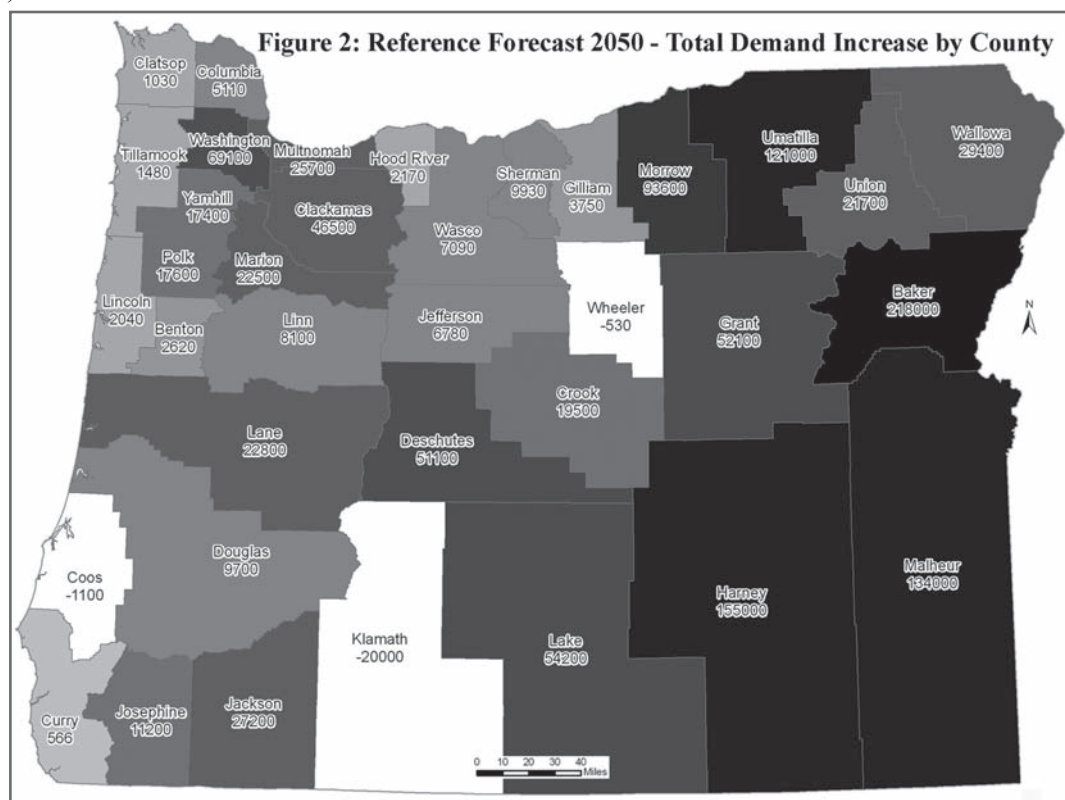 Figure 2: Reference Forecast 2050 - Total Demand Increase by County
Clatsop
1030
Columbia
5110
Tillamook
1480
Washington
69100
Multnomah
25700
Hood River
2170
Sherman
9930
Gilliam
3750
Morrow
93600
Umatilla
121000
Union
21700
Wallowa
29400
Yamhill
17400
Clackamas
46500
Wasco
7090
Polk
17600
Marion
22500
Lincoln
2040
Benton
2620
Linn
8100
Jefferson
6780
Wheeler
-530
Grant
52100
Baker
218000
N
Lane
22800
Deschutes
51100
Crook
19500
Coos
-1100
Douglas
9700
Klamath
-20000
Lake
54200
Harney
155000
Malheur
134000
Curry
566
Josephine
11200
Jackson
27200
0 10 20 30 40
Miles